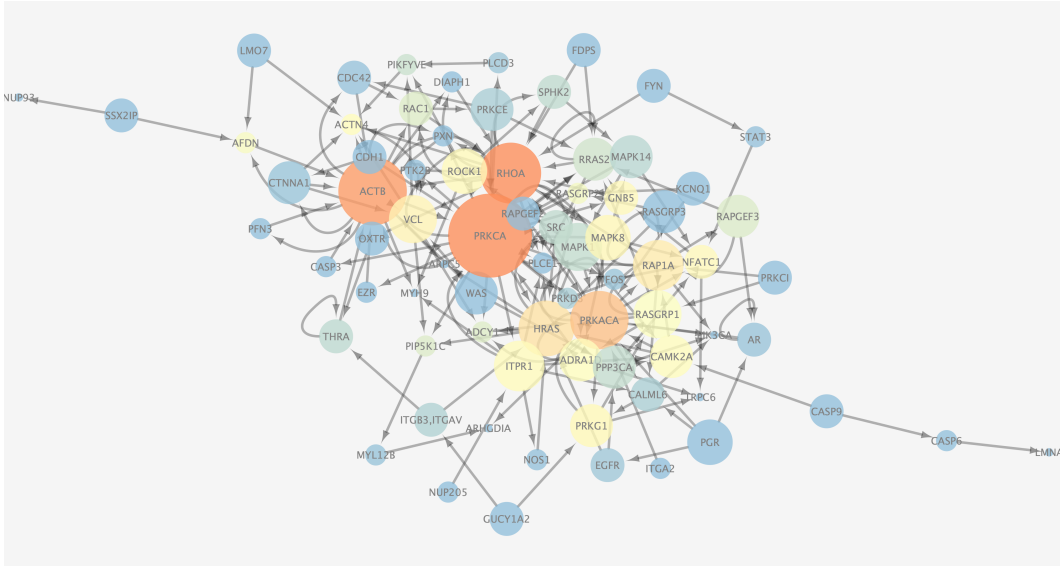 LMO7
FDPS
PIKFYVE
PLCD3
CDC42
DIAPH1
FYN
SPHK2
NUP93
RAC1
PRKCE
SSX2IP
ACTN4
PXN
STAT3
AFDN
CDH1
RRAS2
MAPK14
PTK2B
ROCK1
RHOA
CTNNA1
ACTB
KCNQ1
GNB5
RASGRP3
RAPGEF2
RAPGEF3
VCL
SRC
PFN3
PRKCA
OXTR
MAPK8
CASP3
PLCE1
RAP1A
NFATC1
FOS
PRKCI
EZR
MYH9
WAS
RASGRP1
PRKACA
HRAS
ADCY1
THRA
AR
PIP5K1C
CAMK2A
ITPR1
PPP3CA
CALML6
TRPC6
CASP9
ITGB3,ITGAV
PRKG1
ARHGDIA
PGR
CASP6
MYL12B
NOS1
EGFR
ITGA2
NUP205
GUCY1A2